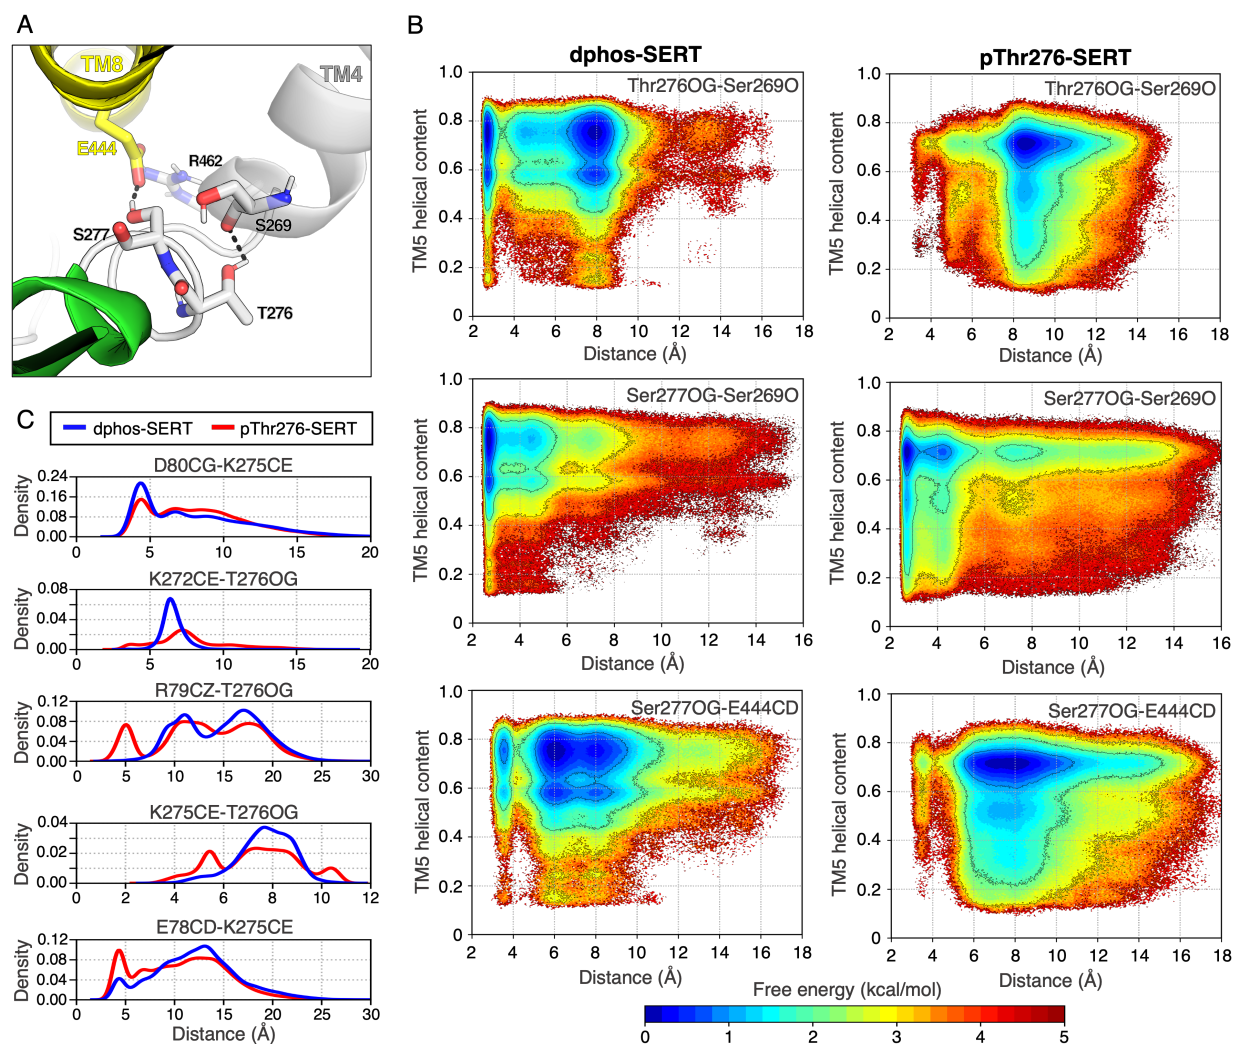 A
TM8
TM4
E444
R462
S269
S277
T276
B
dphos-SERT
pThr276-SERT
Thr276OG-Ser269O
TM5 helical content
1.0
0.8
0.6
0.4
0.2
0
2 4 6 8 10 12 14 16 18
Distance (Å)
Thr276OG-Ser269O
TM5 helical content
1.0
0.8
0.6
0.4
0.2
0
2 4 6 8 10 12 14 16 18
Distance (Å)
Ser277OG-Ser269O
TM5 helical content
1.0
0.8
0.6
0.4
0.2
0
2 4 6 8 10 12 14 16
Distance (Å)
Ser277OG-Ser269O
TM5 helical content
1.0
0.8
0.6
0.4
0.2
0
2 4 6 8 10 12 14 16
Distance (Å)
Ser277OG-E444CD
TM5 helical content
1.0
0.8
0.6
0.4
0.2
0
2 4 6 8 10 12 14 16 18
Distance (Å)
Ser277OG-E444CD
TM5 helical content
1.0
0.8
0.6
0.4
0.2
0
2 4 6 8 10 12 14 16 18
Distance (Å)
Free energy (kcal/mol)
0 1 2 3 4 5
C
dphos-SERT pThr276-SERT
D80CG-K275CE
Density
0.24
0.16
0.08
0.00
0 5 10 15 20
K272CE-T276OG
Density
0.08
0.04
0.00
0 5 10 15 20
R79CZ-T276OG
Density
0.12
0.08
0.04
0.00
0 5 10 15 20 25 30
K275CE-T276OG
Density
0.04
0.02
0.00
0 2 4 6 8 10 12
E78CD-K275CE
Density
0.12
0.08
0.04
0.00
0 5 10 15 20 25 30
Distance (Å)